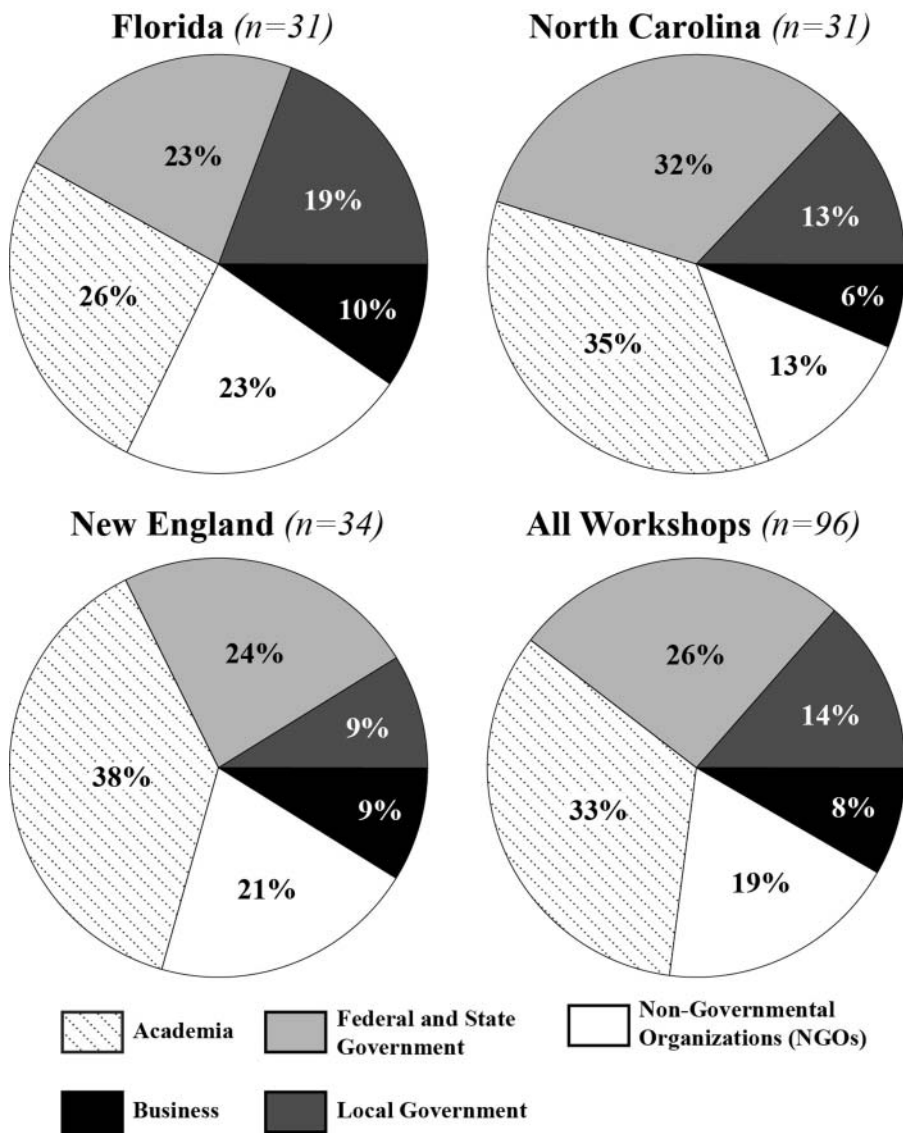 Florida (n=31)
North Carolina (n=31)
23%
19%
26%
10%
23%
32%
13%
35%
6%
13%
New England (n=34)
All Workshops (n=96)
24%
9%
38%
9%
21%
26%
14%
33%
8%
19%
Academia
Federal and State
Government
Non-Governmental
Organizations (NGOs)
Business
Local Government